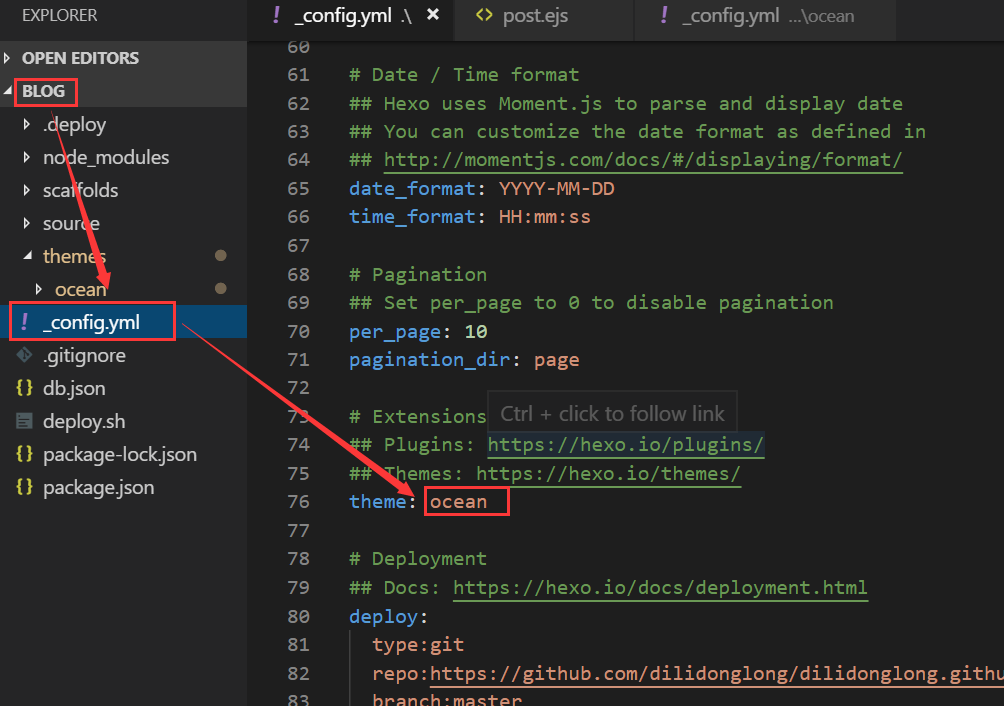 EXPLORER
OPEN EDITORS
BLOG
.deploy
node_modules
scaffolds
source
themes
ocean
! _config.yml
.gitignore
{} db.json
deploy.sh
{} package-lock.json
{} package.json
! _config.yml .\ ×
<> post.ejs
! _config.yml ...\ocean
60
61 # Date / Time format
62 ## Hexo uses Moment.js to parse and display date
63 ## You can customize the date format as defined in
64 ## http://momentjs.com/docs/#/displaying/format/
65 date_format: YYYY-MM-DD
66 time_format: HH:mm:ss
67
68 # Pagination
69 ## Set per_page to 0 to disable pagination
70 per_page: 10
71 pagination_dir: page
72
73 # Extensions
Ctrl + click to follow link
74 ## Plugins: https://hexo.io/plugins/
75 ## Themes: https://hexo.io/themes/
76 theme: ocean
77
78 # Deployment
79 ## Docs: https://hexo.io/docs/deployment.html
80 deploy:
81 type:git
82 repo:https://github.com/dilidonglong/dilidonglong.githu
83 branch:master